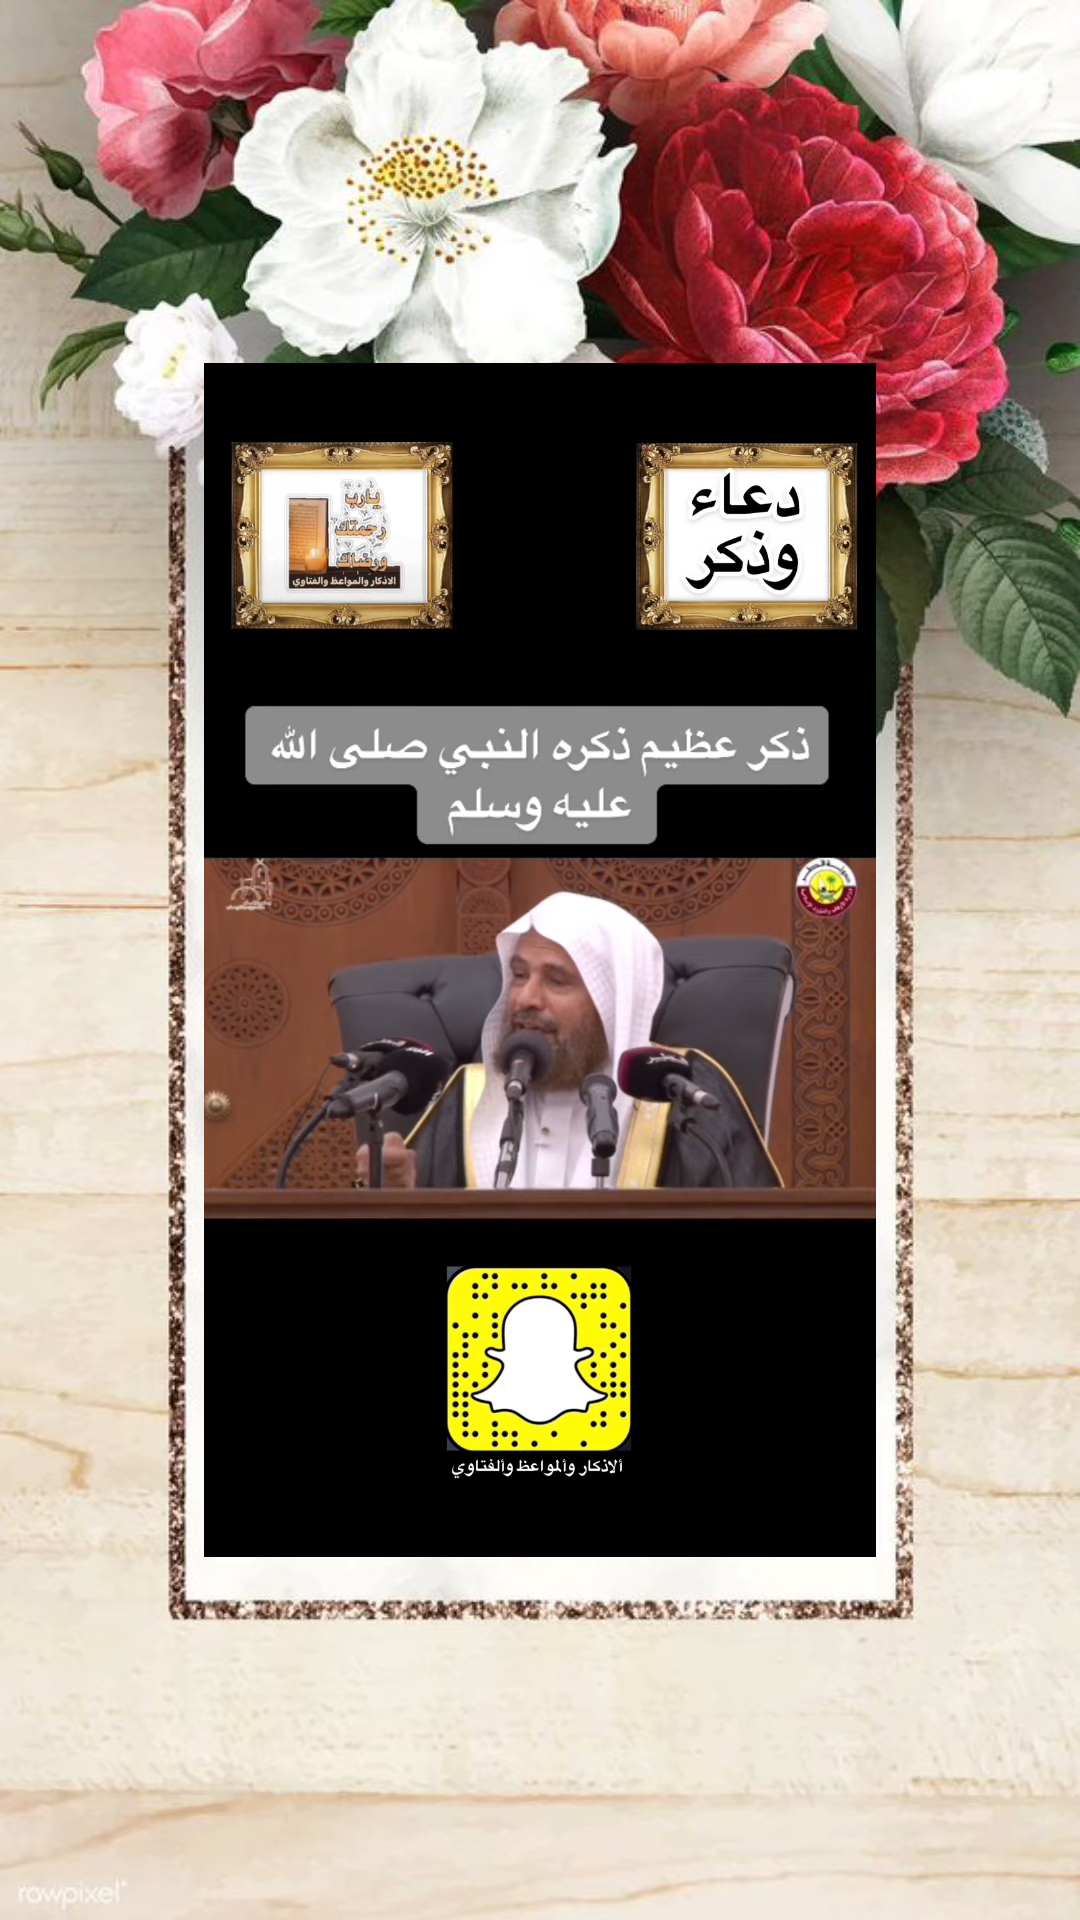 يارب
رحمتك
ورضاك
الاذكار والمواعظ والفتاوي
دعاء
وذكر
ذكر عظيم ذكره النبي صلى الله
عليه وسلم
ألاذكار وألمواعظ وألفتاوي
rawpixel